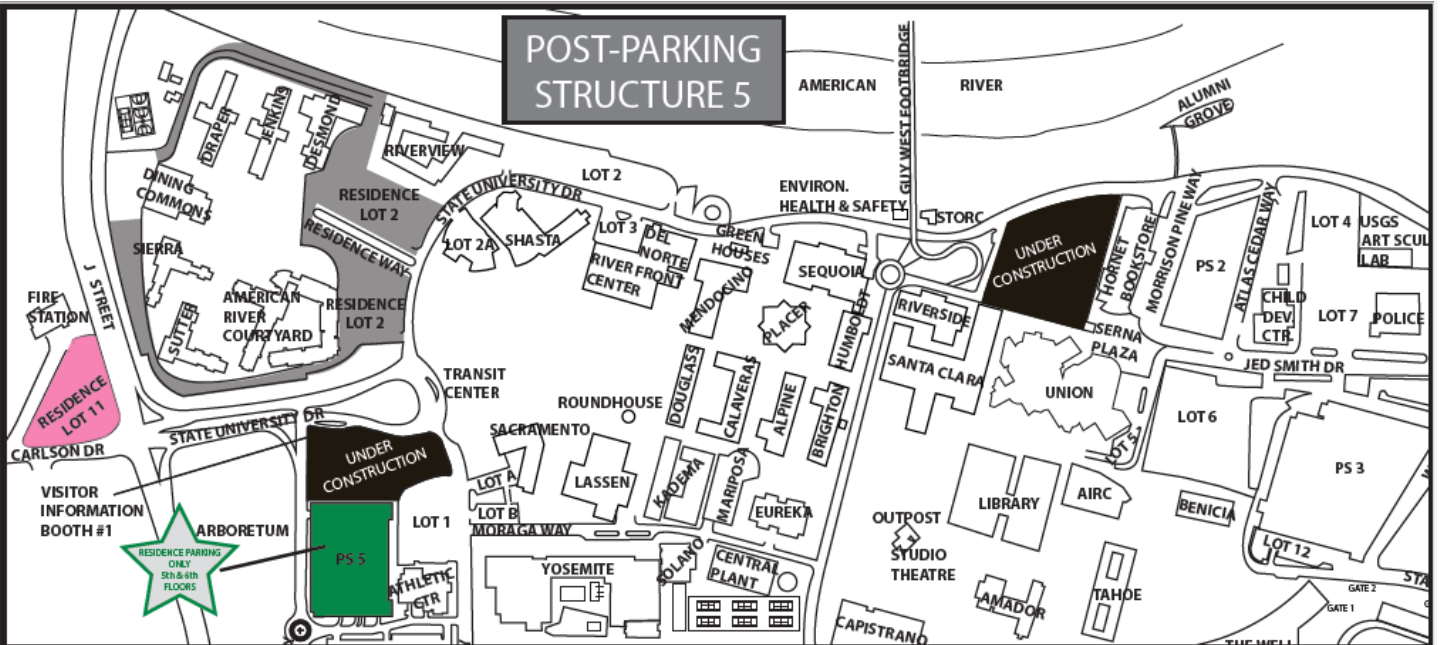 POST-PARKING
STRUCTURE 5
AMERICAN
RIVER
GUY WEST FOOTBRIDGE
ALUMNI
GROVE
DRAPER
JENKINS
DESMOND
RIVERVIEW
DINING
COMMONS
RESIDENCE
LOT 2
STATE UNIVERSITY DR
LOT 2
ENVIRON.
HEALTH & SAFETY
STORC
UNDER
CONSTRUCTION
HORNET
BOOKSTORE
MORRISON PINE WAY
PS 2
ATLAS CEDAR WAY
LOT 4
USGS
ART SCUL
LAB
SIERRA
RESIDENCE WAY
LOT 2A
SHASTA
LOT 3
DEL
NORTE
GREEN
HOUSES
RIVER FRONT
CENTER
MENDOCINO
SEQUOIA
J STREET
FIRE
STATION
SUTTER
AMERICAN
RIVER
COURTYARD
RESIDENCE
LOT 2
PLACER
HUMBOLDT
RIVERSIDE
SERNA
PLAZA
CHILD
DEV.
CTR.
LOT 7
POLICE
JED SMITH DR
RESIDENCE
LOT 11
TRANSIT
CENTER
ROUNDHOUSE
DOUGLASS
CALAVERAS
ALPINE
BRIGHTON
SANTA CLARA
UNION
LOT 6
LOT 5
STATE UNIVERSITY DR
CARLSON DR
UNDER
CONSTRUCTION
SACRAMENTO
LASSEN
KADEMA
MARIPOSA
EUREKA
LIBRARY
AIRC
BENICIA
PS 3
VISITOR
INFORMATION
BOOTH #1
ARBORETUM
LOT A
LOT B
LOT 1
MORAGA WAY
OUTPOST
STUDIO
THEATRE
LOT 12
RESIDENCE PARKING
ONLY
5th & 6th
FLOORS
PS 5
ATHLETIC
CTR
YOSEMITE
SOLANO
CENTRAL
PLANT
AMADOR
TAHOE
CAPISTRANO
GATE 2
GATE 1
STA
THE WELL